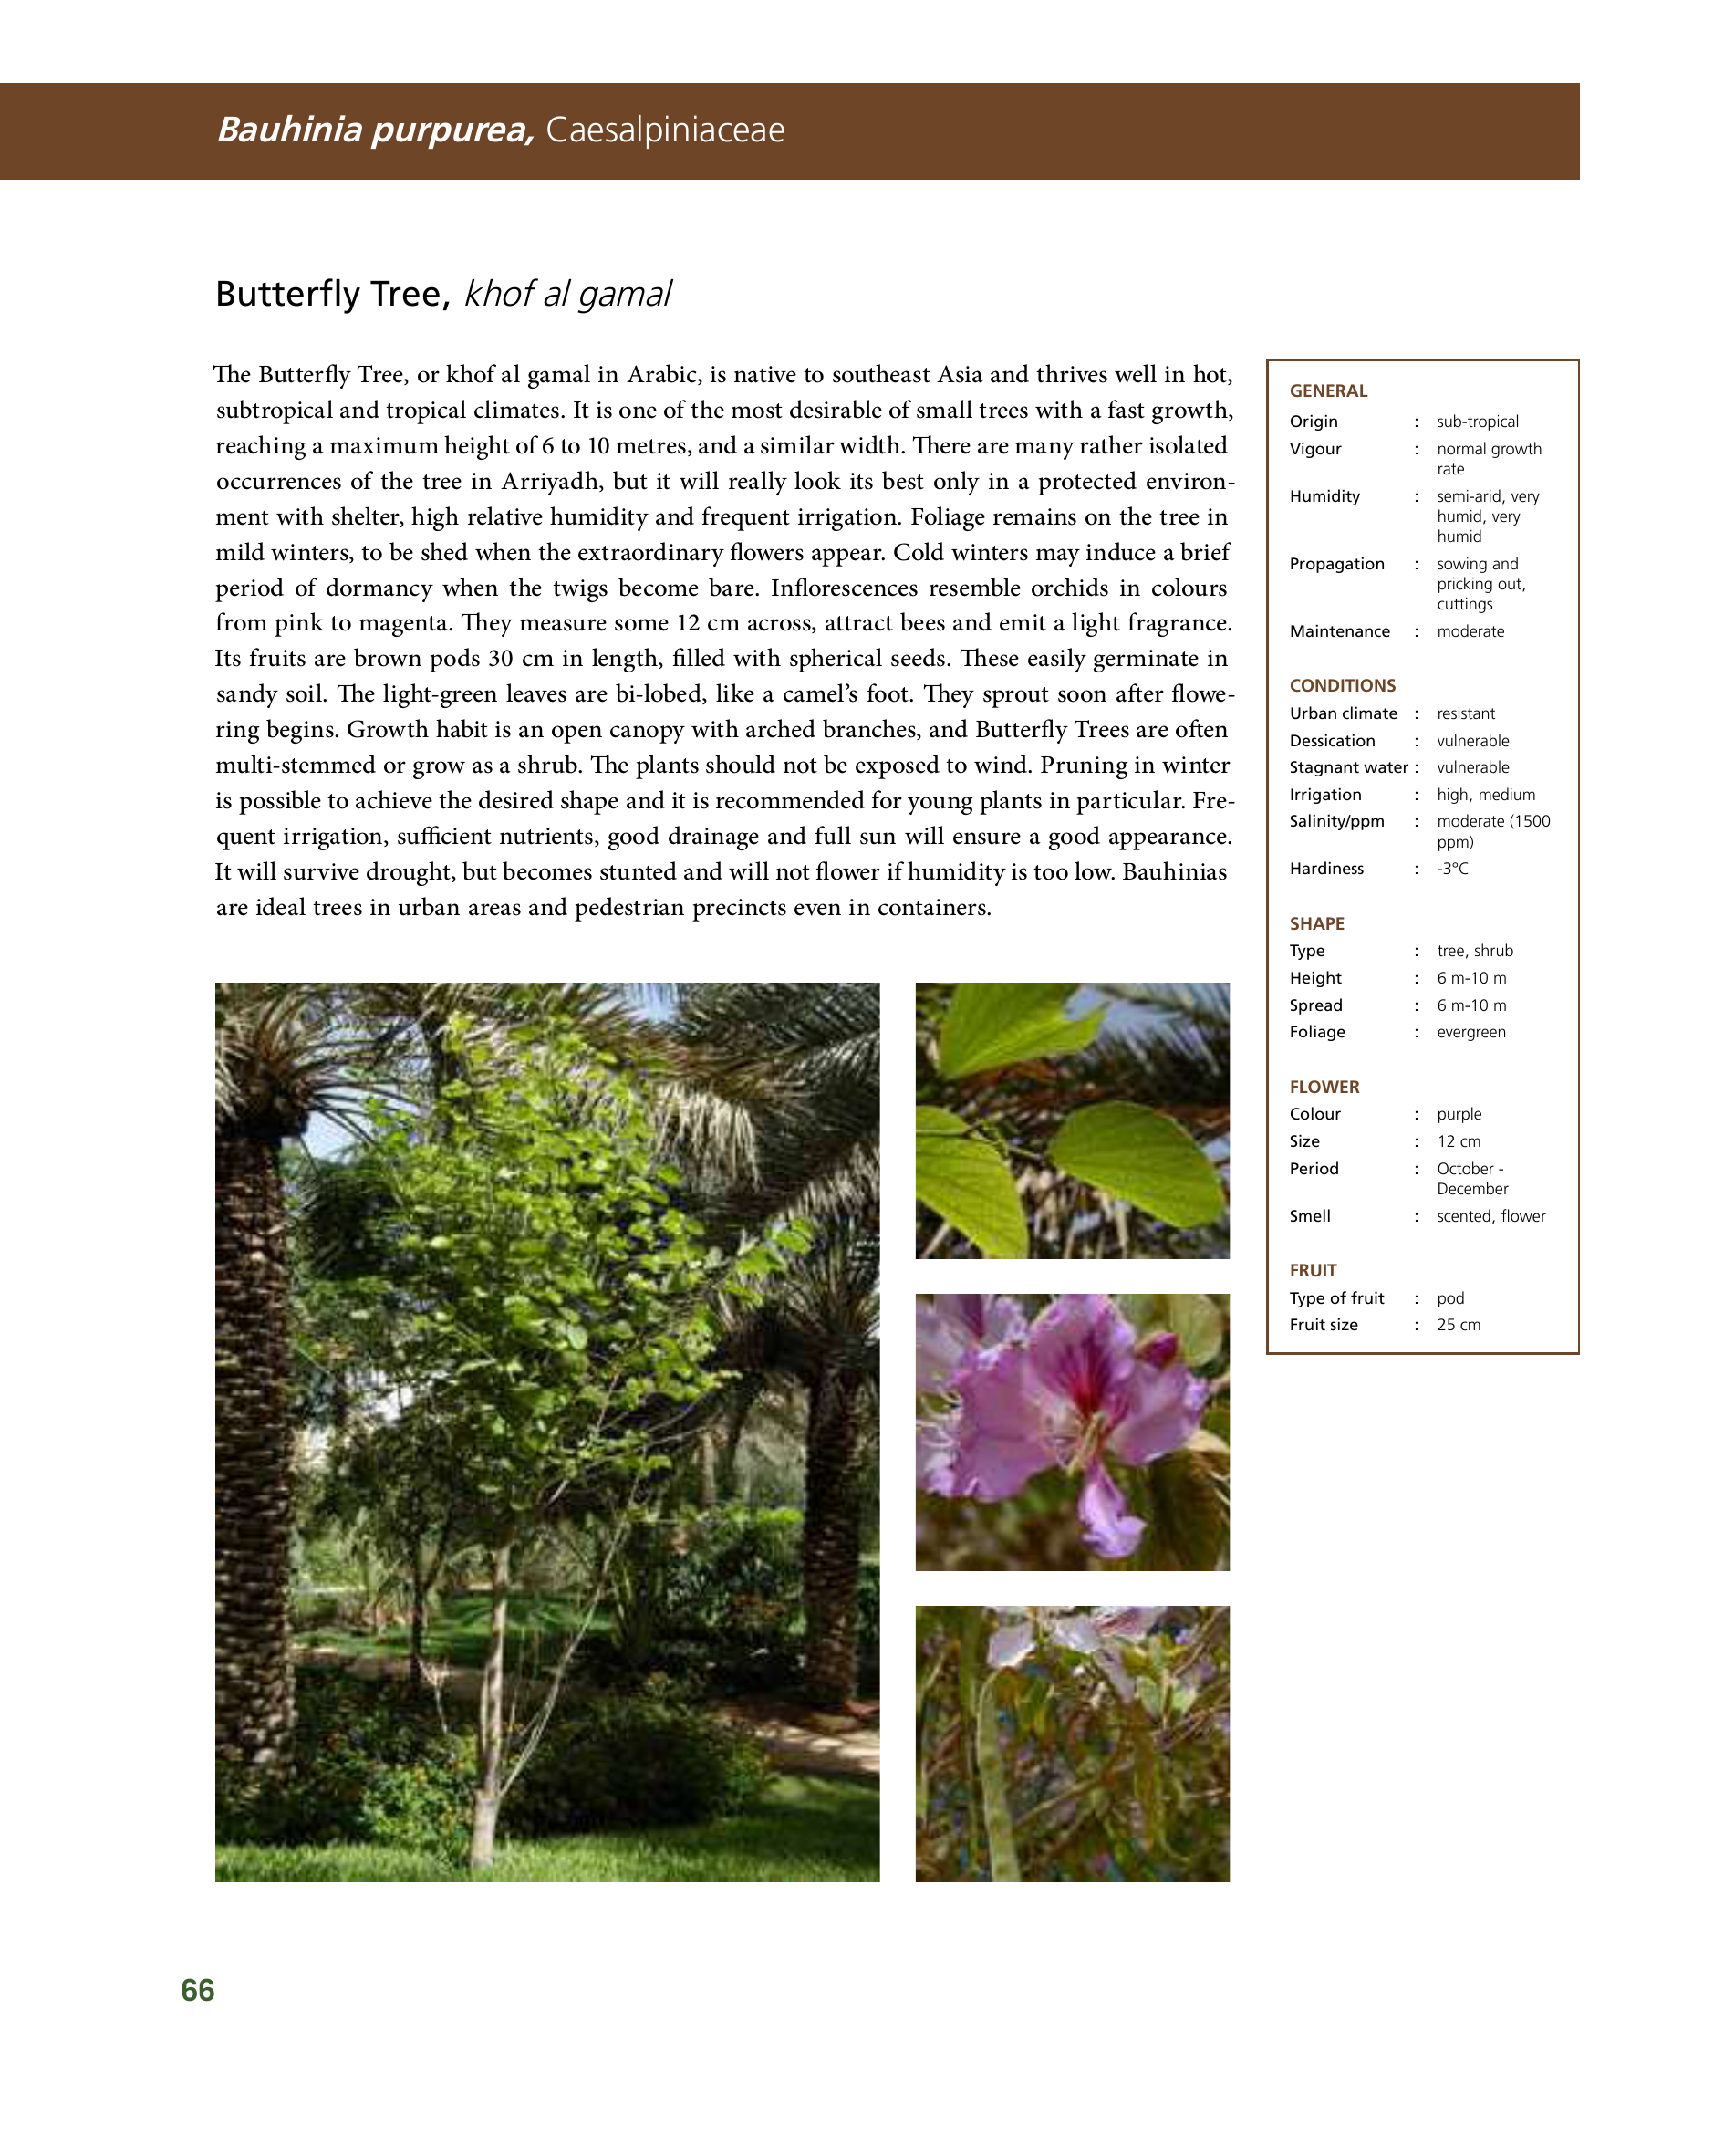 Bauhinia purpurea, Caesalpiniaceae
Butterfly Tree, khof al gamal
The Butterfly Tree, or khof al gamal in Arabic, is native to southeast Asia and thrives well in hot,
subtropical and tropical climates. It is one of the most desirable of small trees with a fast growth,
reaching a maximum height of 6 to 10 metres, and a similar width. There are many rather isolated
occurrences of the tree in Arriyadh, but it will really look its best only in a protected environ-
ment with shelter, high relative humidity and frequent irrigation. Foliage remains on the tree in
mild winters, to be shed when the extraordinary flowers appear. Cold winters may induce a brief
period of dormancy when the twigs become bare. Inflorescences resemble orchids in colours
from pink to magenta. They measure some 12 cm across, attract bees and emit a light fragrance.
Its fruits are brown pods 30 cm in length, filled with spherical seeds. These easily germinate in
sandy soil. The light-green leaves are bi-lobed, like a camel's foot. They sprout soon after flowe-
ring begins. Growth habit is an open canopy with arched branches, and Butterfly Trees are often
multi-stemmed or grow as a shrub. The plants should not be exposed to wind. Pruning in winter
is possible to achieve the desired shape and it is recommended for young plants in particular. Fre-
quent irrigation, sufficient nutrients, good drainage and full sun will ensure a good appearance.
It will survive drought, but becomes stunted and will not flower if humidity is too low. Bauhinias
are ideal trees in urban areas and pedestrian precincts even in containers.
GENERAL
Origin : sub-tropical
Vigour : normal growth
rate
Humidity : semi-arid, very
humid, very
humid
Propagation : sowing and
pricking out,
cuttings
Maintenance : moderate
CONDITIONS
Urban climate : resistant
Dessication : vulnerable
Stagnant water : vulnerable
Irrigation : high, medium
Salinity/ppm : moderate (1500
ppm)
Hardiness : -3°C
SHAPE
Type : tree, shrub
Height : 6 m-10 m
Spread : 6 m-10 m
Foliage : evergreen
FLOWER
Colour : purple
Size : 12 cm
Period : October -
December
Smell : scented, flower
FRUIT
Type of fruit : pod
Fruit size : 25 cm
66